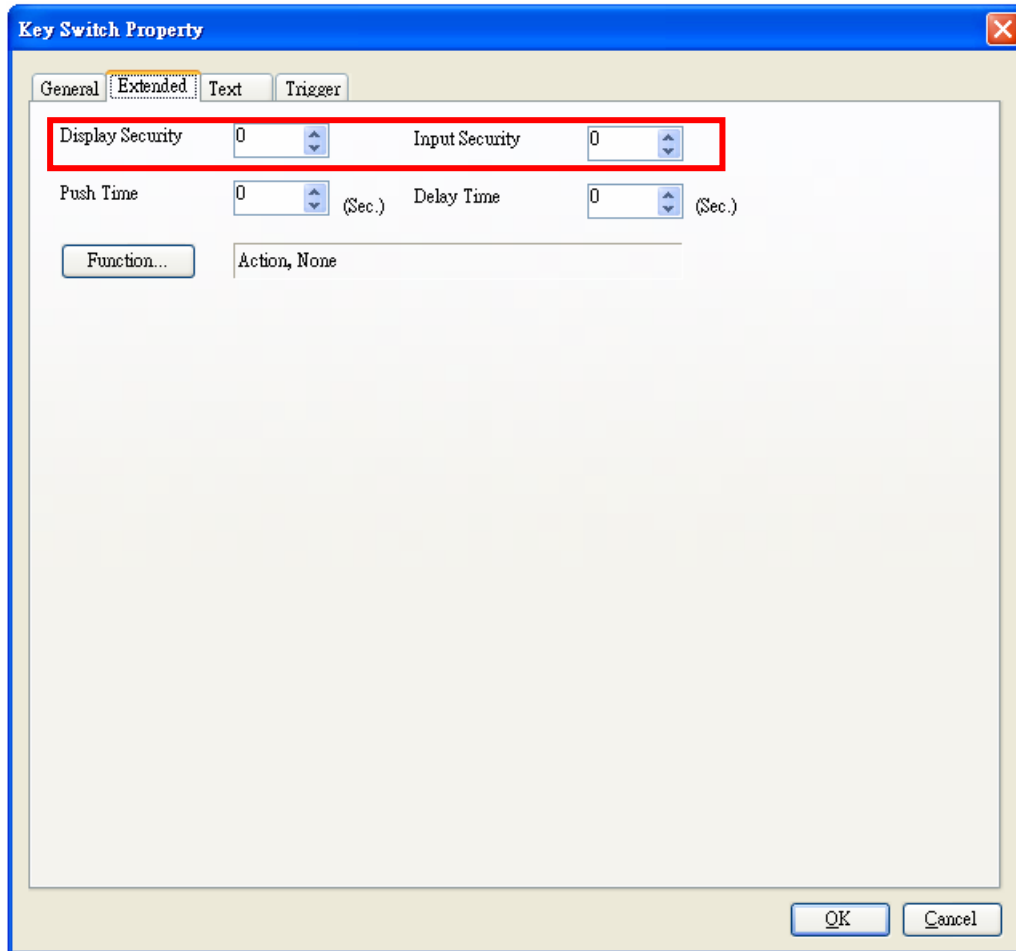 Key Switch Property
General Extended Text Trigger
Display Security 0 Input Security 0
Push Time 0 (Sec.) Delay Time 0 (Sec.)
Function... Action, None
OK Cancel